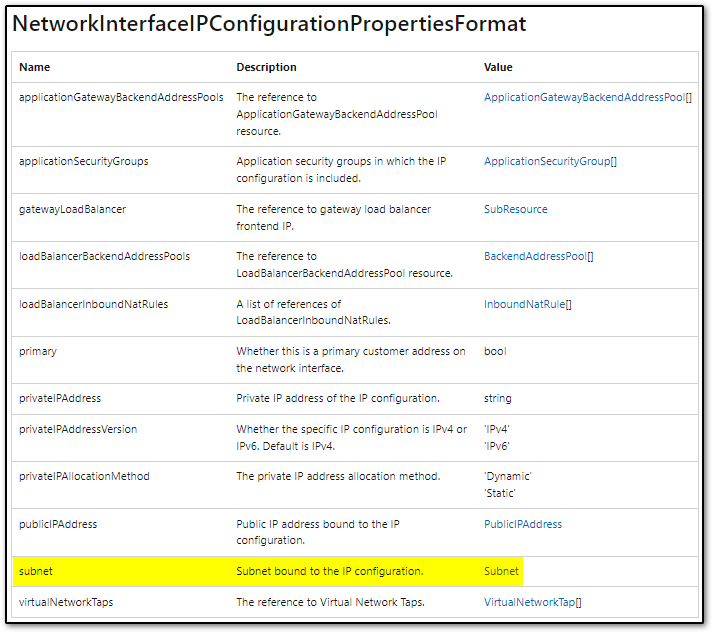 NetworkInterfaceIPConfigurationPropertiesFormat
Name Description Value
applicationGatewayBackendAddressPools The reference to ApplicationGatewayBackendAddressPool[]
ApplicationGatewayBackendAddressPool
resource.
applicationSecurityGroups Application security groups in which the IP ApplicationSecurityGroup[]
configuration is included.
gatewayLoadBalancer The reference to gateway load balancer SubResource
frontend IP.
loadBalancerBackendAddressPools The reference to BackendAddressPool[]
LoadBalancerBackendAddressPool resource.
loadBalancerInboundNatRules A list of references of InboundNatRule[]
LoadBalancerInboundNatRules.
primary Whether this is a primary customer address on bool
the network interface.
privateIPAddress Private IP address of the IP configuration. string
privateIPAddressVersion Whether the specific IP configuration is IPv4 or 'IPv4'
IPv6. Default is IPv4. 'IPv6'
privateIPAllocationMethod The private IP address allocation method. 'Dynamic'
'Static'
publicIPAddress Public IP address bound to the IP PublicIPAddress
configuration.
subnet Subnet bound to the IP configuration. Subnet
virtualNetworkTaps The reference to Virtual Network Taps. VirtualNetworkTap[]